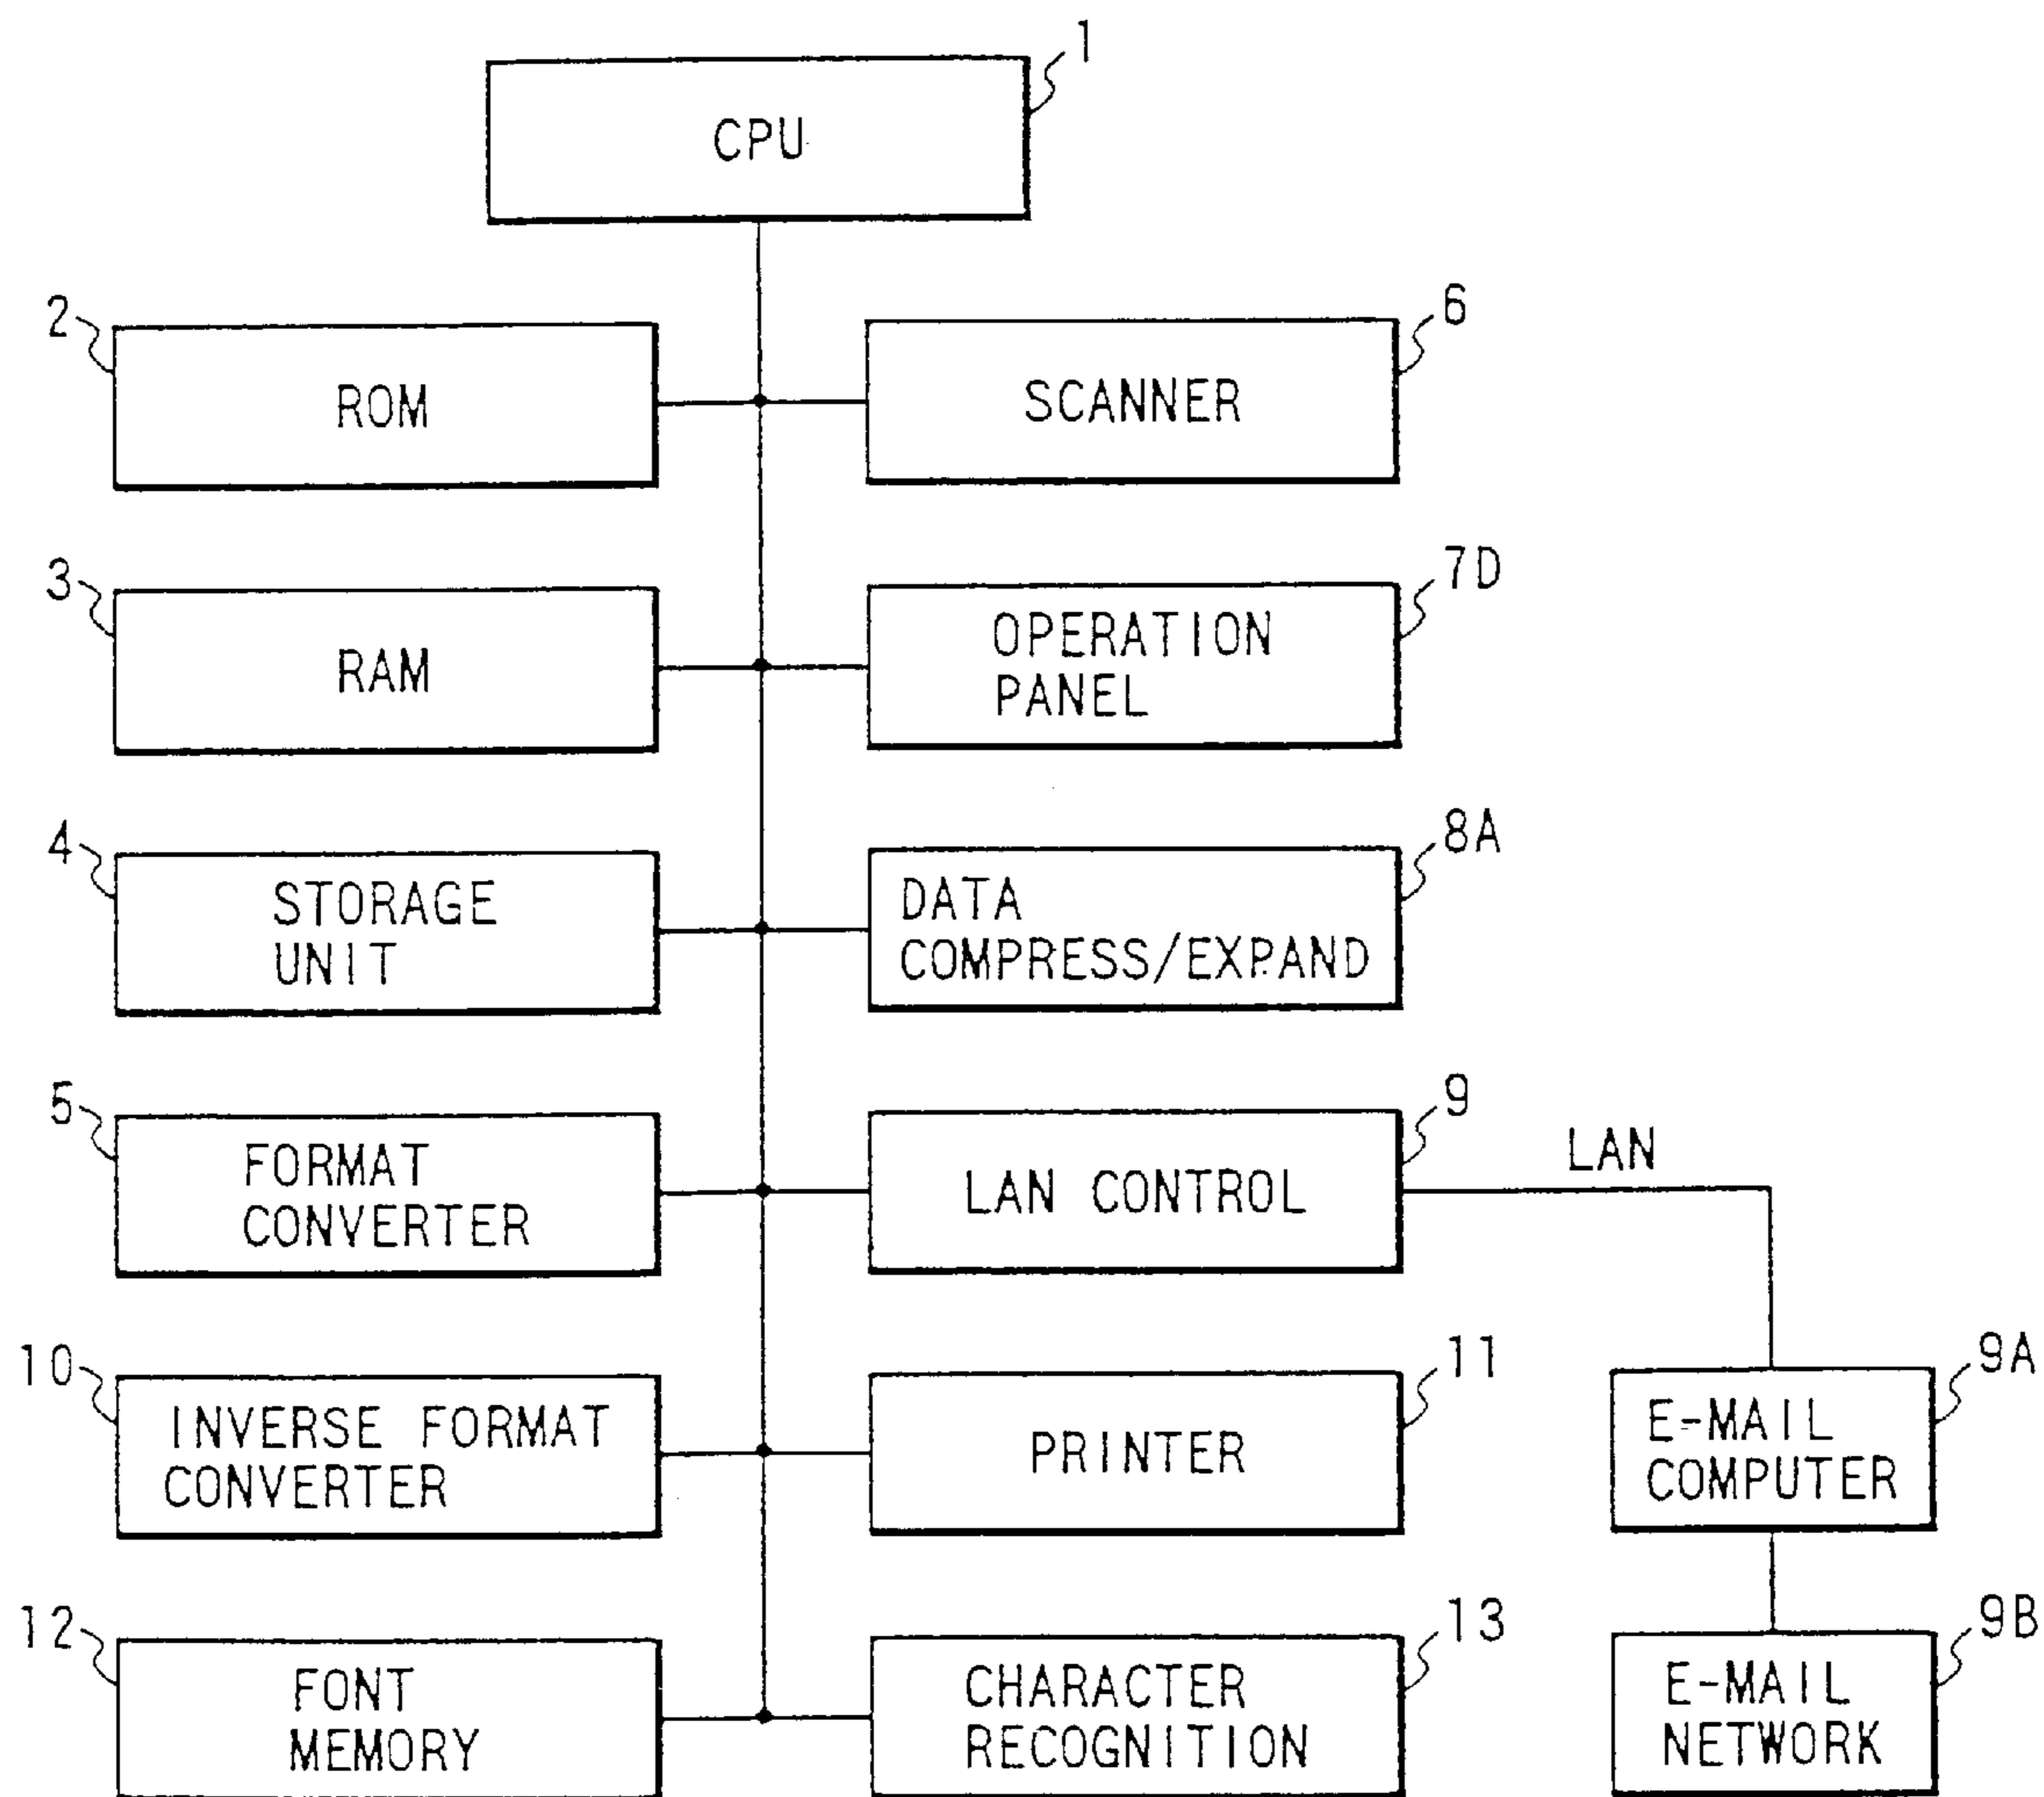 1
CPU
2
ROM
6
SCANNER
3
RAM
7D
OPERATION
PANEL
4
STORAGE
UNIT
8A
DATA
COMPRESS/EXPAND
5
FORMAT
CONVERTER
9
LAN CONTROL
LAN
10
INVERSE FORMAT
CONVERTER
11
PRINTER
9A
E-MAIL
COMPUTER
12
FONT
MEMORY
13
CHARACTER
RECOGNITION
9B
E-MAIL
NETWORK